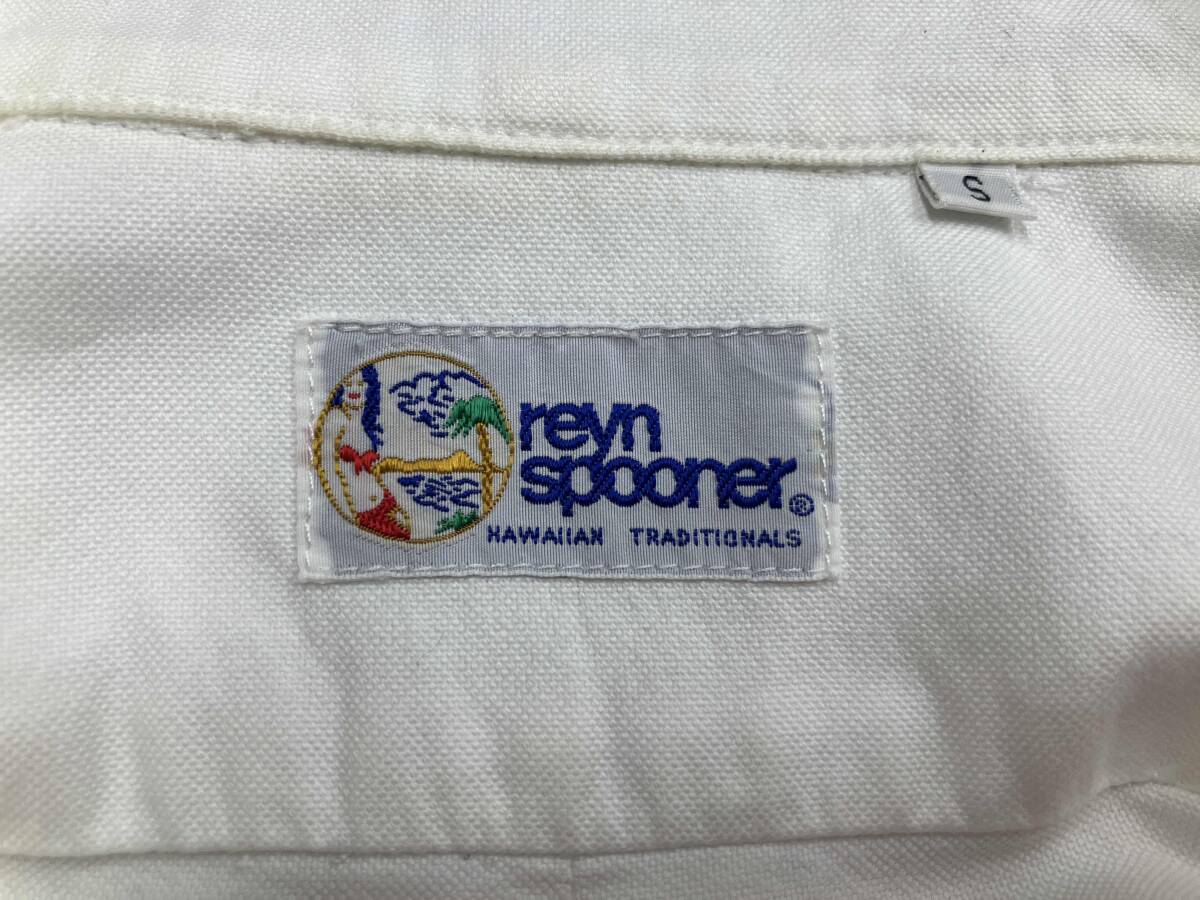 S
reyn
spooner®
HAWAIIAN TRADITIONALS